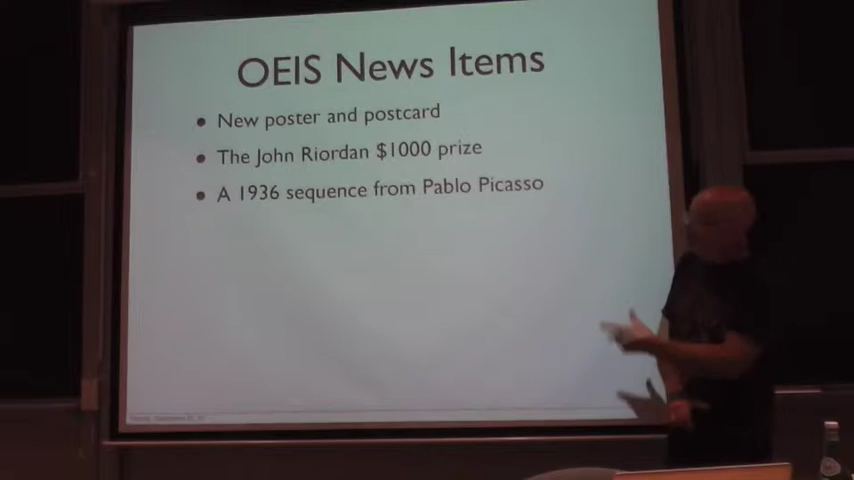 OEIS News Items
• New poster and postcard
• The John Riordan $1000 prize
• A 1936 sequence from Pablo Picasso